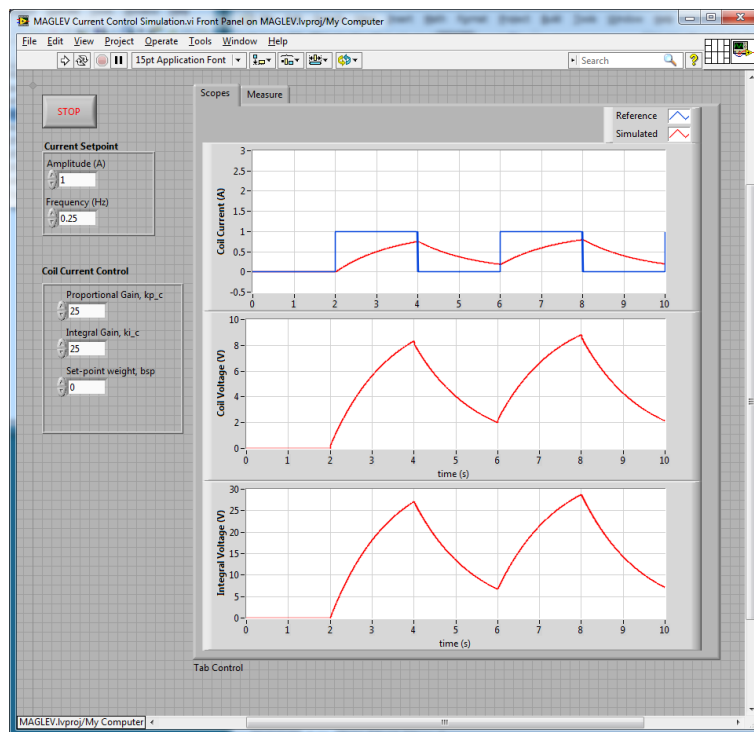 MAGLEV Current Control Simulation.vi Front Panel on MAGLEV.lvproj/My Computer
File Edit View Project Operate Tools Window Help
15pt Application Font
Search
?
Scopes Measure
STOP
Reference
Simulated
Current Setpoint
Amplitude (A)
1
Frequency (Hz)
0.25
Coil Current Control
Proportional Gain, kp_c
25
Integral Gain, ki_c
25
Set-point weight, bsp
0
Coil Current (A)
3
2.5
2
1.5
1
0.5
0
-0.5
0 1 2 3 4 5 6 7 8 9 10
Coil Voltage (V)
10
8
6
4
2
0
0 1 2 3 4 5 6 7 8 9 10
time (s)
Integral Voltage (V)
30
25
20
15
10
5
0
0 1 2 3 4 5 6 7 8 9 10
time (s)
Tab Control
MAGLEV.lvproj/My Computer